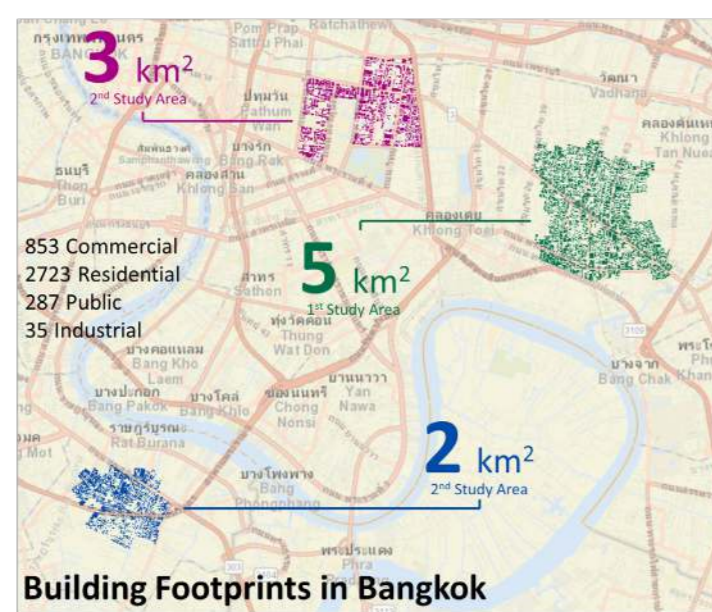 กรุงเทพมหานคร
BANGKOK
Pom Prap
Sattru Phai
Ratchathewi
3 km²
2nd Study Area
ปทุมวัน
Pathum
Wan
วัฒนา
Vadhana
คลองตันเหนือ
Khlong
Tan Nuea
สัมพันธวงศ์
Samphanthawong
บางรัก
Bang Rak
ธนบุรี
Thon
Buri
คลองสาน
Khlong San
คลองเตย
Khlong Toei
853 Commercial
2723 Residential
287 Public
35 Industrial
5 km²
1st Study Area
สาทร
Sathon
ทุ่งวัดดอน
Thung
Wat Don
3109
บางคอแหลม
Bang Kho
Laem
บางจาก
Bang Chak
บางปะกอก
Bang Pakok
บางโคล่
Bang Khlo
ช่องนนทรี
Chong
Nonsi
ยานนาวา
Yan
Nawa
ราษฎร์บูรณะ
Rat Burana
2 km²
2nd Study Area
บางโพงพาง
Bang
Phongphang
พระประแดง
Phra
Building Footprints in Bangkok